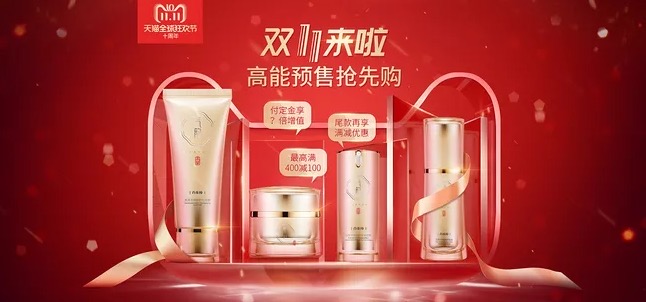 11.11
天猫全球狂欢节
十周年
双11来啦
高能预售抢先购
付定金享
?倍增值
尾款再享
满减优惠
最高满
400减100